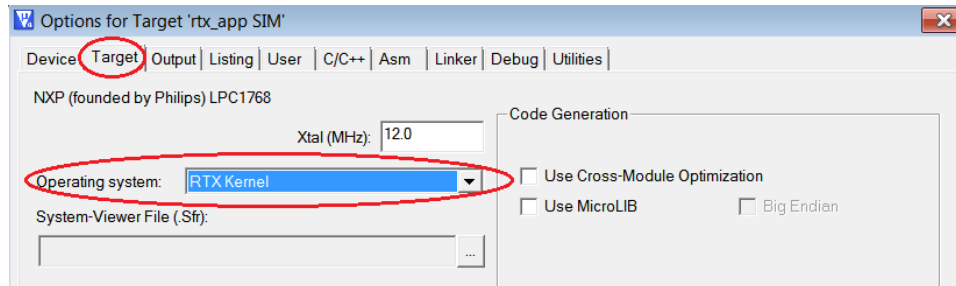 Options for Target 'rtx_app SIM'
Device Target Output Listing User C/C++ Asm Linker Debug Utilities
NXP (founded by Philips) LPC1768
Code Generation
Xtal (MHz): 12.0
Operating system: RTX Kernel
Use Cross-Module Optimization
System-Viewer File (.Sfr):
Use MicroLIB Big Endian
...